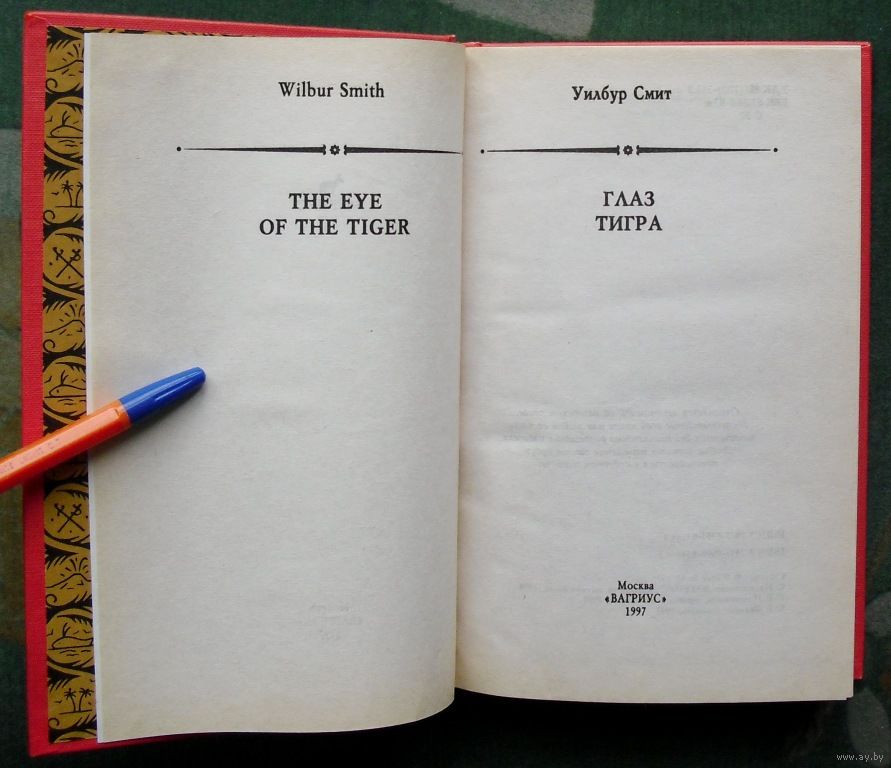 Wilbur Smith
THE EYE
OF THE TIGER
Уилбур Смит
ГЛАЗ
ТИГРА
Москва
«ВАГРИУС»
1997
www.ay.by